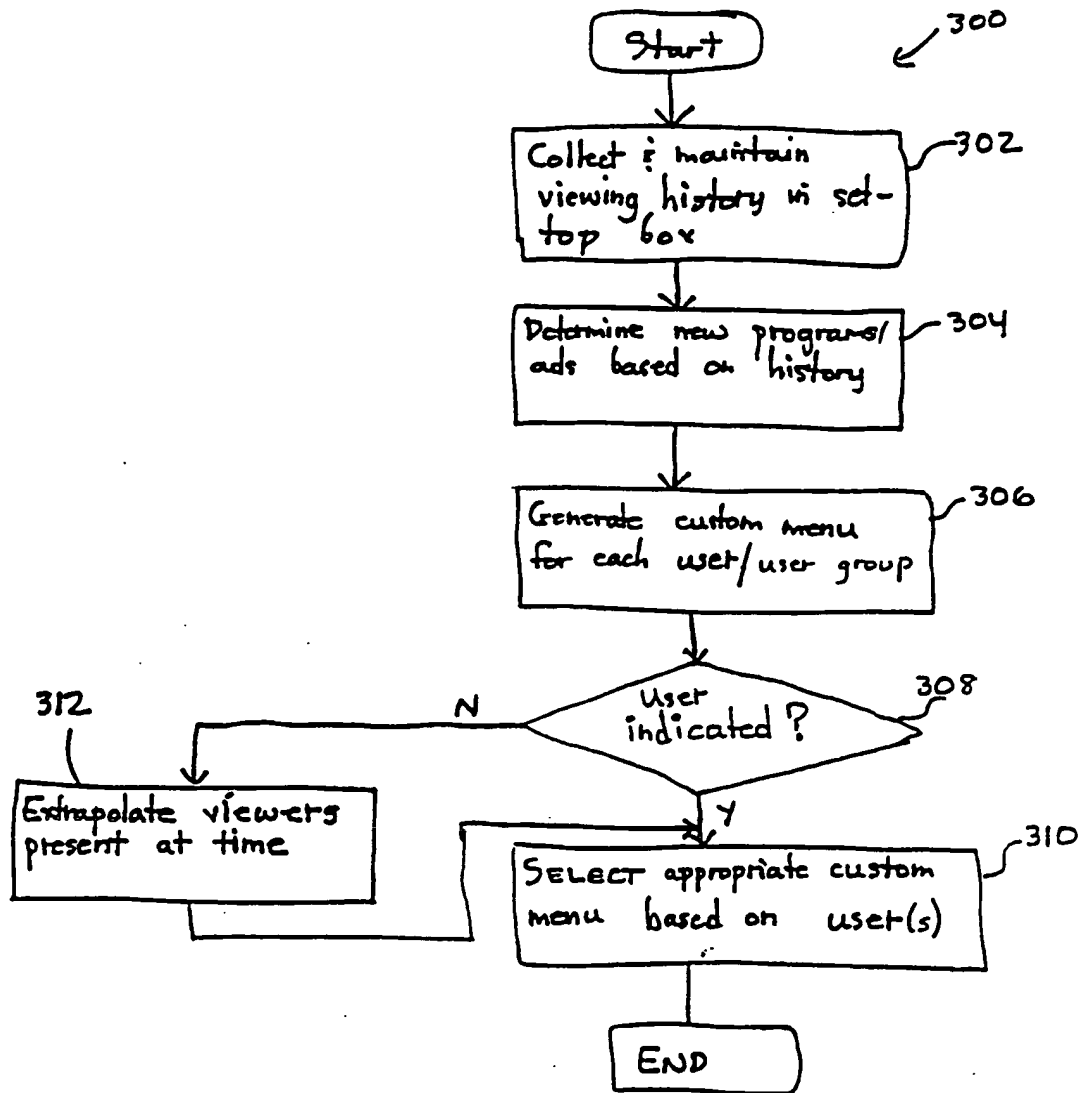 Start
300
Collect & maintain
viewing history in set-
top box
302
Determine new programs/
ads based on history
304
Generate custom menu
for each user/user group
306
User
indicated?
308
N
312
Extrapolate viewers
present at time
Y
SELECT appropriate custom
menu based on user(s)
310
END